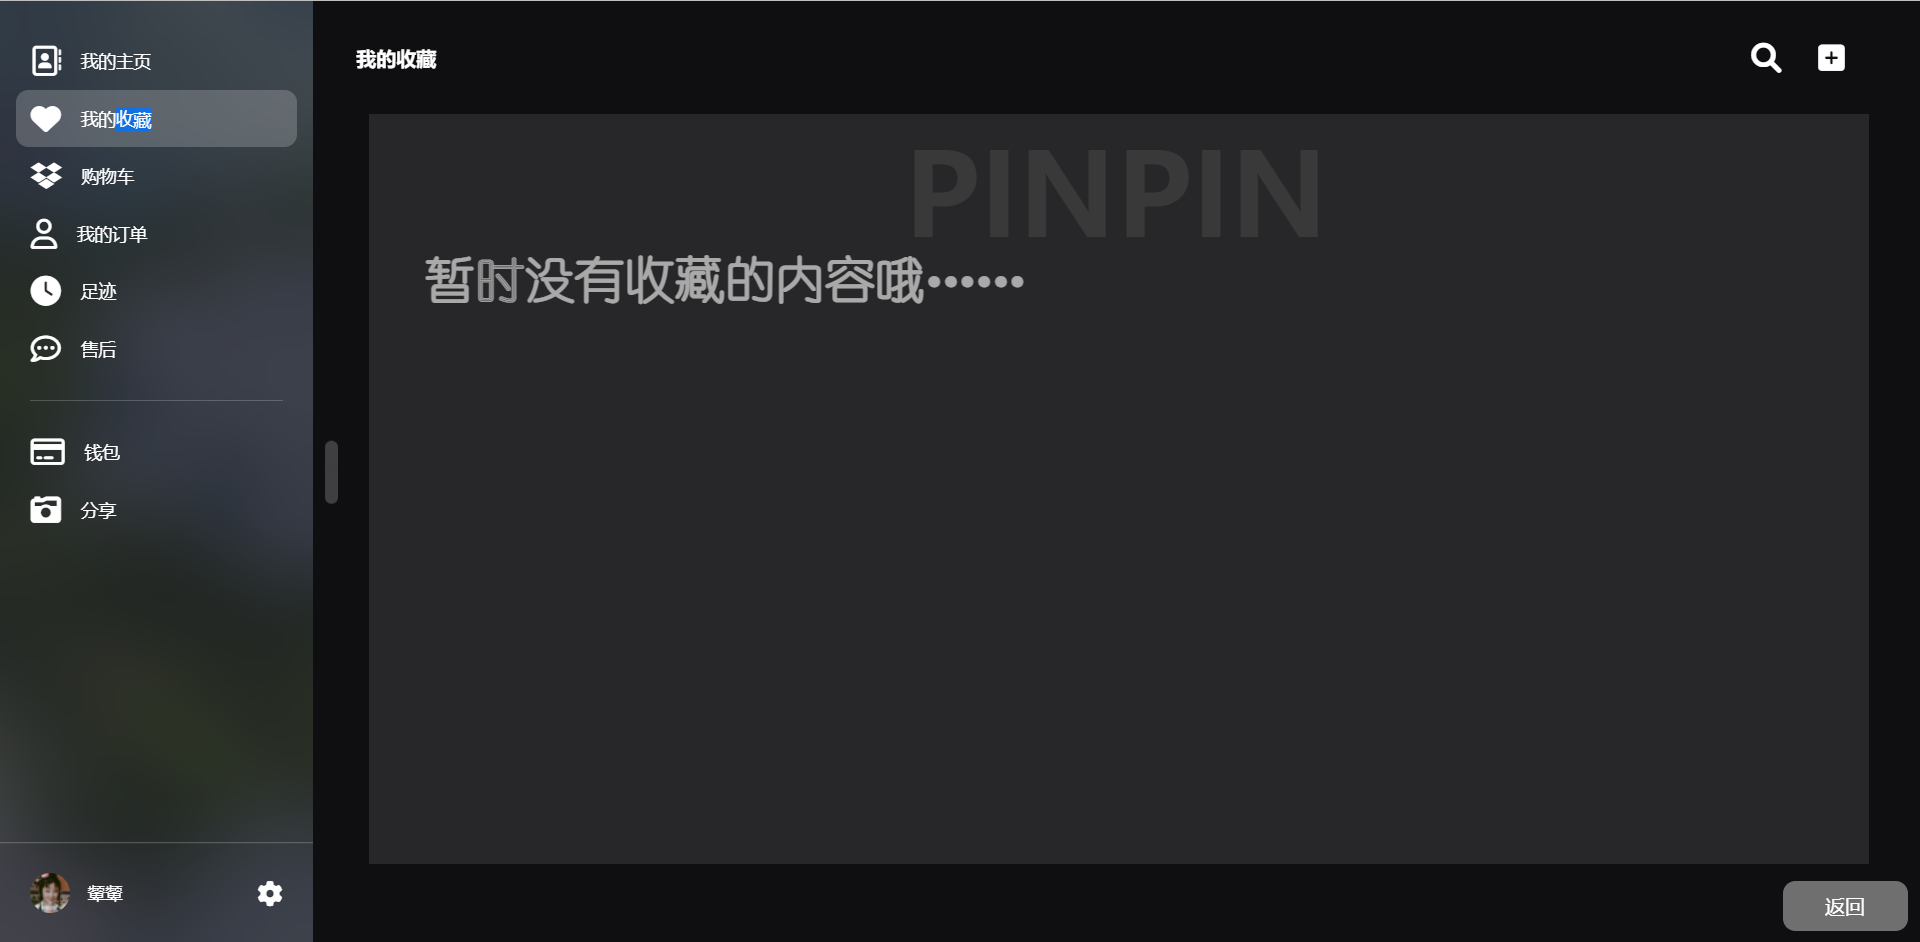 我的主页
我的收藏
购物车
我的订单
足迹
售后
钱包
分享
颦颦
我的收藏
PINPIN
暂时没有收藏的内容哦······
返回